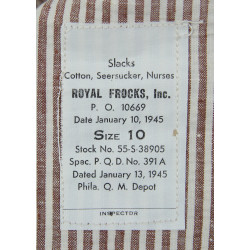 Slacks
Cotton, Seersucker, Nurses
ROYAL FROCKS, Inc.
P. O. 10669
Date January 10, 1945
SIZE 10
Stock No. 55-S-38905
Spec. P. Q. D. No. 391 A
Dated January 13, 1945
Phila. Q. M. Depot
INSPECTOR